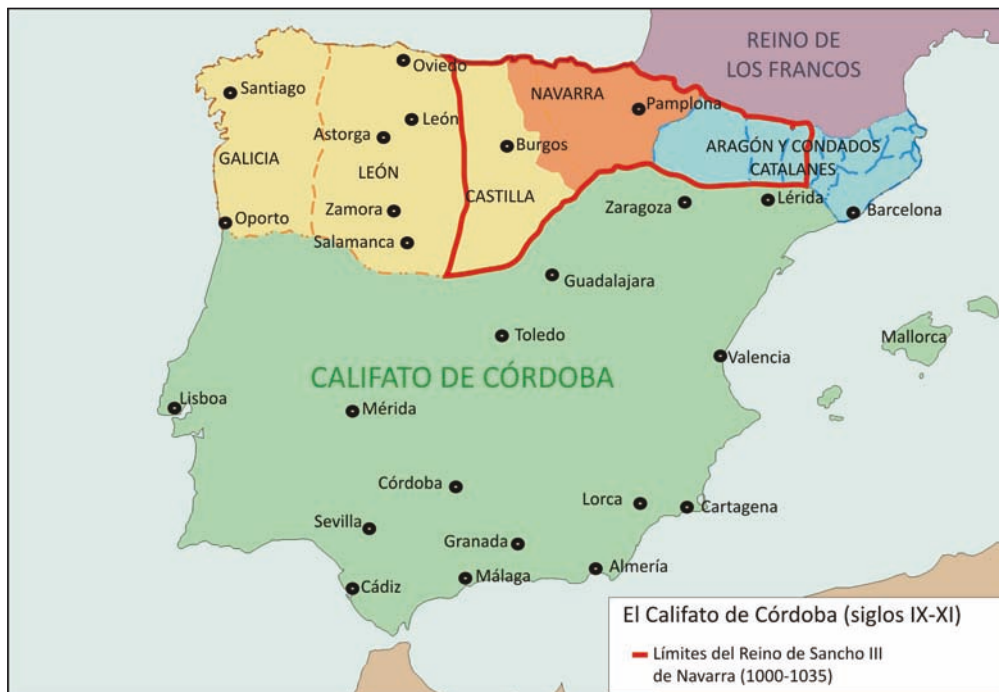 REINO DE
LOS FRANCOS
Oviedo
Santiago
NAVARRA
Pamplona
León
Astorga
Burgos
ARAGÓN Y CONDADOS
CATALANES
GALICIA
LEÓN
CASTILLA
Zamora
Zaragoza
Lérida
Barcelona
Oporto
Salamanca
Guadalajara
Toledo
Mallorca
Valencia
CALIFATO DE CÓRDOBA
Lisboa
Mérida
Córdoba
Lorca
Cartagena
Sevilla
Granada
Almería
Málaga
Cádiz
El Califato de Córdoba (siglos IX-XI)
Límites del Reino de Sancho III
de Navarra (1000-1035)